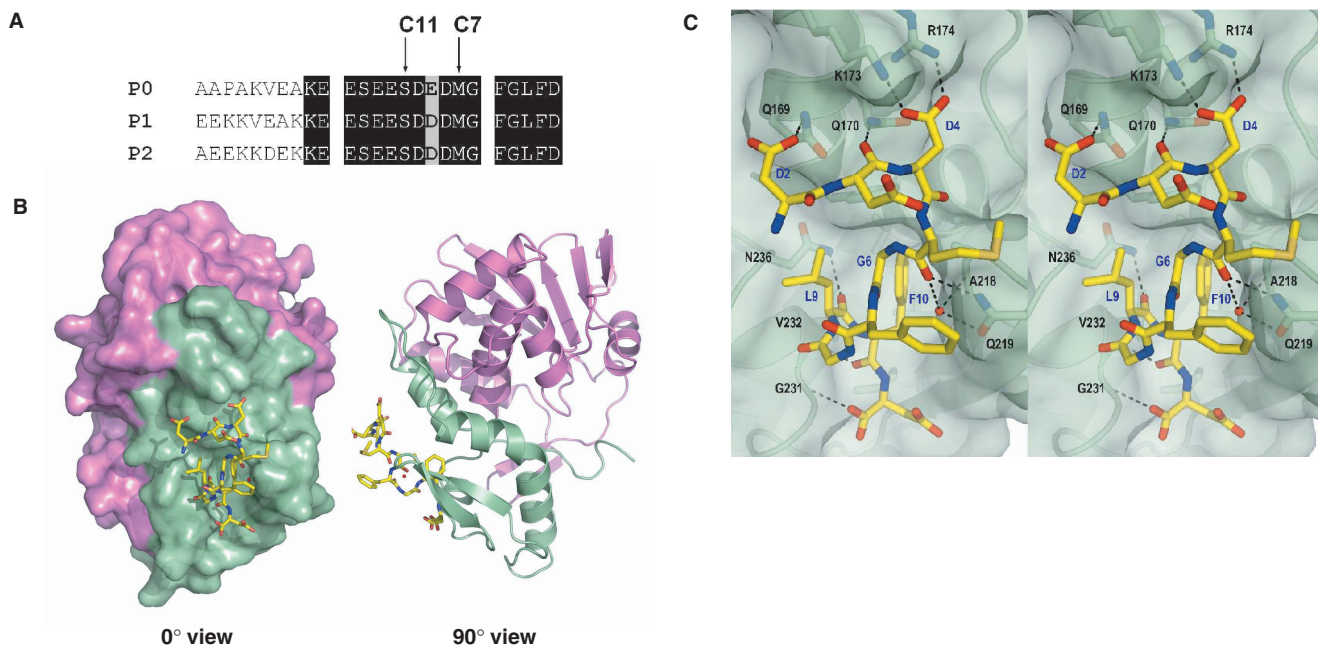 A
C11 C7
P0 AAPAKVEAKE ESEESDEDMG FGLFD
P1 EEKKVEAKKE ESEESDDDMG FGLFD
P2 AEEKKDEKKE ESEESDDDMG FGLFD
B
0° view
90° view
C
R174
K173
Q169
Q170
D4
D2
N236
G6
A218
L9
F10
V232
Q219
G231
R174
K173
Q169
Q170
D4
D2
N236
G6
A218
L9
F10
V232
Q219
G231